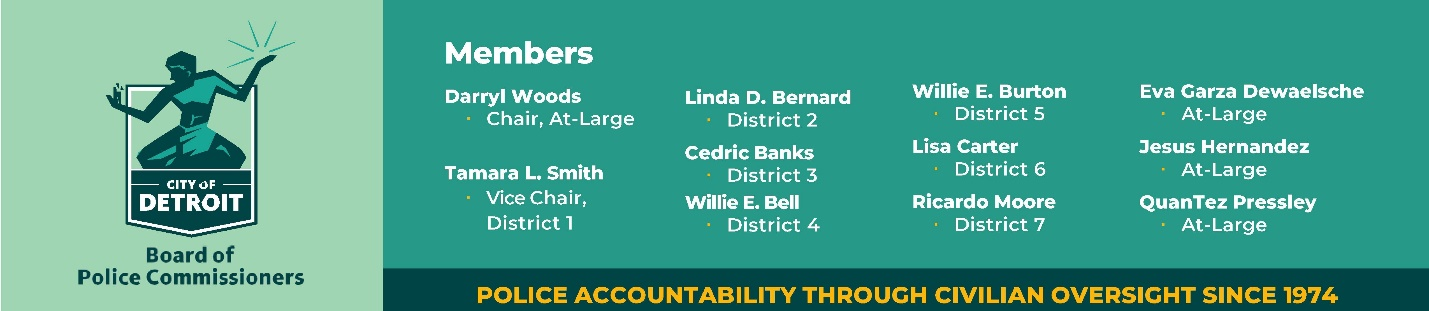 CITY OF
DETROIT
Board of
Police Commissioners
Members
Darryl Woods
· Chair, At-Large
Tamara L. Smith
· Vice Chair,
District 1
Linda D. Bernard
· District 2
Cedric Banks
· District 3
Willie E. Bell
· District 4
Willie E. Burton
· District 5
Lisa Carter
· District 6
Ricardo Moore
· District 7
Eva Garza Dewaelsche
· At-Large
Jesus Hernandez
· At-Large
QuanTez Pressley
· At-Large
POLICE ACCOUNTABILITY THROUGH CIVILIAN OVERSIGHT SINCE 1974